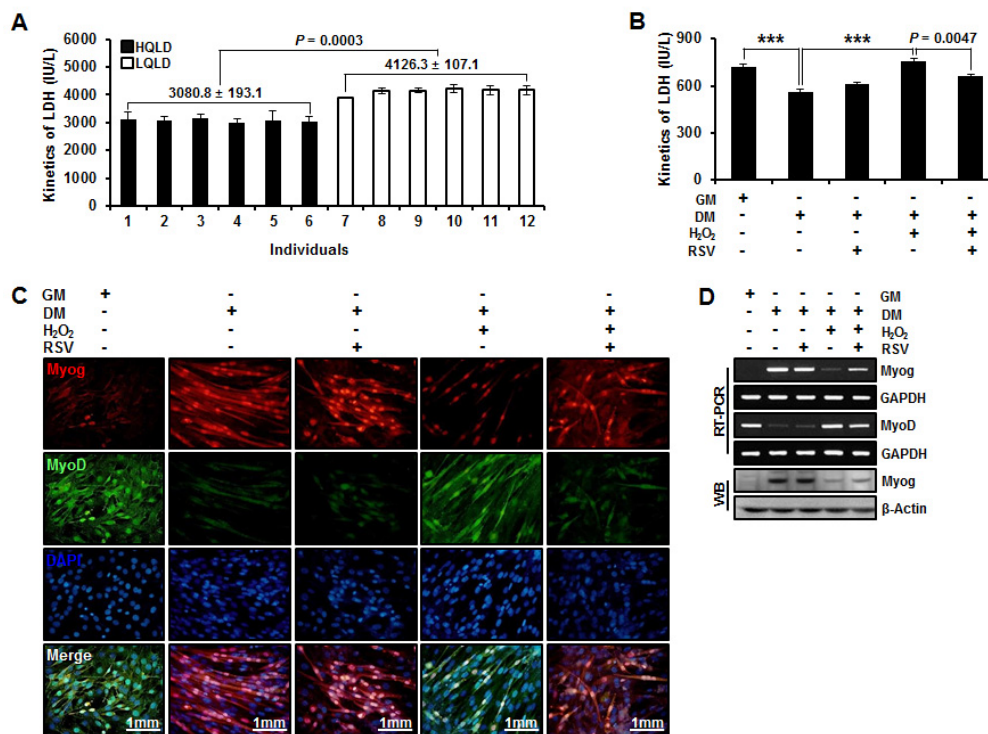 A
Kinetics of LDH (IU/L)
6000
5000
4000
3000
2000
1000
0
HQLD
LQLD
P = 0.0003
3080.8 ± 193.1
4126.3 ± 107.1
1 2 3 4 5 6 7 8 9 10 11 12
Individuals
B
Kinetics of LDH (IU/L)
900
600
300
0
*** *** P = 0.0047
GM + - - - -
DM - + + + +
H₂O₂ - - - + +
RSV - - + - +
C
GM + - - - -
DM - + + + +
H₂O₂ - - - + +
RSV - - + - +
Myog
MyoD
DAPI
Merge
1mm 1mm 1mm 1mm 1mm
D
+ - - - - GM
- + + + + DM
- - - + + H₂O₂
- - + - + RSV
RT-PCR
Myog
GAPDH
MyoD
GAPDH
WB
Myog
β-Actin